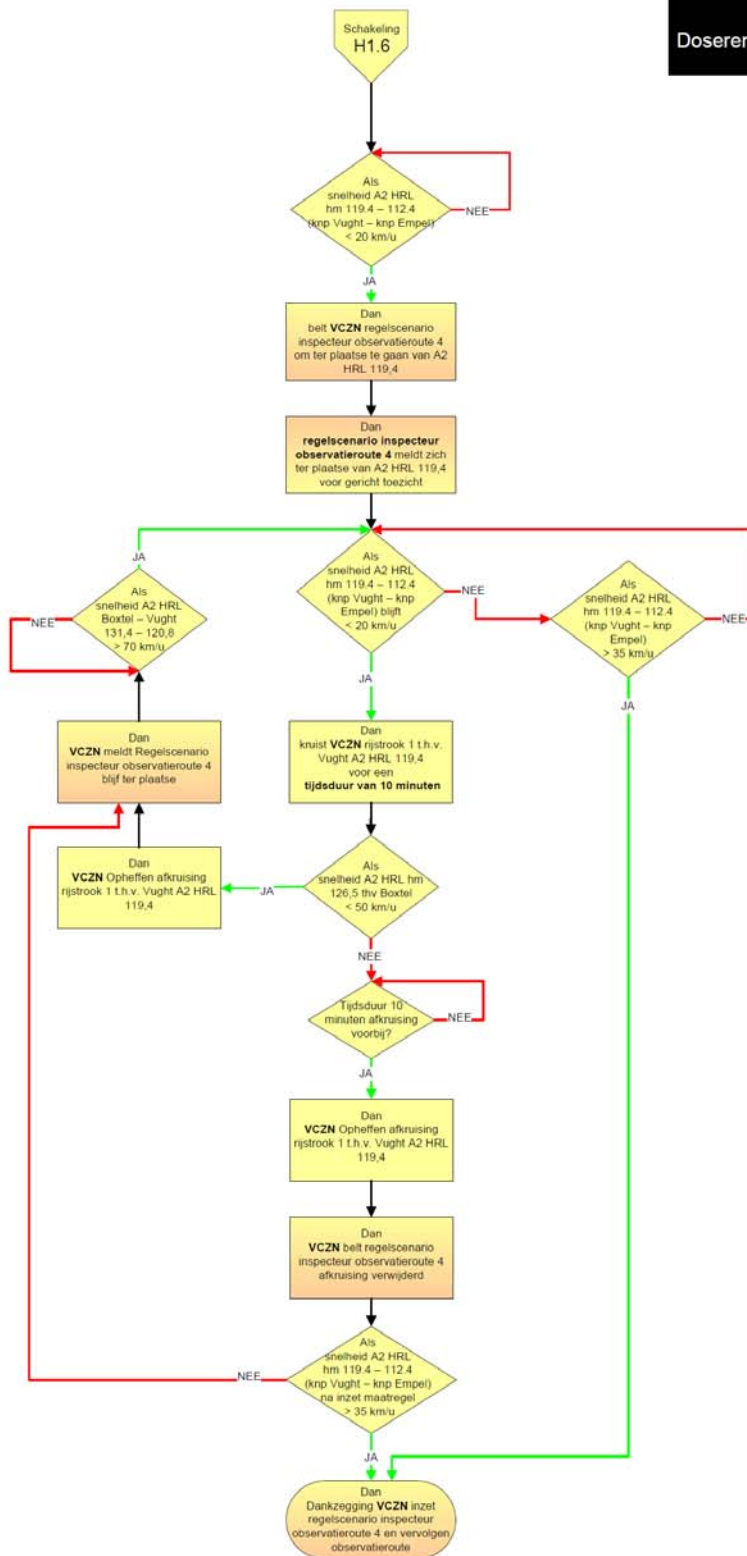 Doseren
Schakeling
H1.6
Als
snelheid A2 HRL
hm 119.4 – 112.4
(knp Vught – knp Empel)
< 20 km/u
NEE
JA
Dan
belt VCZN regelscenario
inspecteur observatieroute 4
om ter plaatse te gaan van A2
HRL 119,4
Dan
regelscenario inspecteur
observatieroute 4 meldt zich
ter plaatse van A2 HRL 119,4
voor gericht toezicht
JA
Als
snelheid A2 HRL
Boxtel – Vught
131,4 – 120,8
> 70 km/u
NEE
Als
snelheid A2 HRL
hm 119.4 – 112.4
(knp Vught – knp
Empel) blijft
< 20 km/u
NEE
Als
snelheid A2 HRL
hm 119.4 – 112.4
(knp Vught – knp
Empel)
> 35 km/u
NEE
JA
JA
Dan
VCZN meldt Regelscenario
inspecteur observatieroute 4
blijf ter plaatse
Dan
kruist VCZN rijstrook 1 t.h.v.
Vught A2 HRL 119,4
voor een
tijdsduur van 10 minuten
Dan
VCZN Opheffen afkruising
rijstrook 1 t.h.v. Vught A2 HRL
119,4
JA
Als
snelheid A2 HRL hm
126,5 thv Boxtel
< 50 km/u
NEE
Tijdsduur 10
minuten afkruising
voorbij?
NEE
JA
Dan
VCZN Opheffen afkruising
rijstrook 1 t.h.v. Vught A2 HRL
119,4
Dan
VCZN belt regelscenario
inspecteur observatieroute 4
afkruising verwijderd
NEE
Als
snelheid A2 HRL
hm 119.4 – 112.4
(knp Vught – knp Empel)
na inzet maatregel
> 35 km/u
JA
Dan
Dankzegging VCZN inzet
regelscenario inspecteur
observatieroute 4 en vervolgen
observatieroute